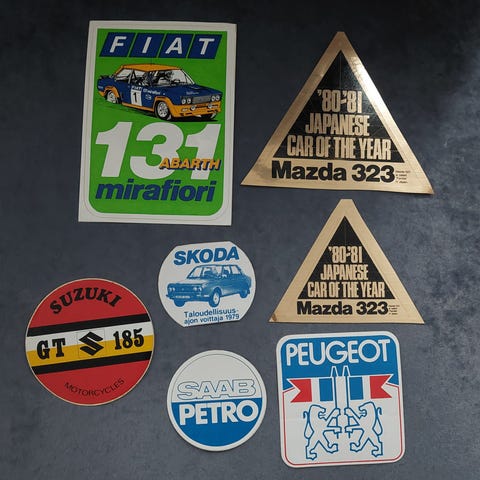 FIAT
1
131
ABARTH
mirafiori
'80-'81
JAPANESE
CAR OF THE YEAR
Mazda 323
'80-'81
JAPANESE
CAR OF THE YEAR
Mazda 323
SKODA
Taloudellisuus-
ajon voittaja 1979
SUZUKI
GT S 185
MOTORCYCLES
SAAB
PETRO
PEUGEOT